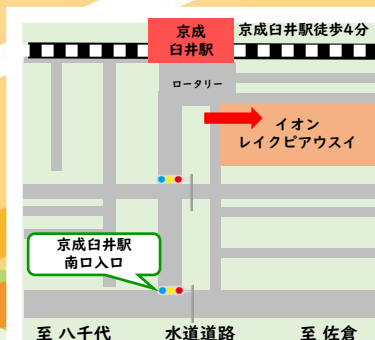 京成
臼井駅
京成臼井駅徒歩4分
ロータリー
イオン
レイクピアウスイ
京成臼井駅
南口入口
至 八千代
水道道路
至 佐倉